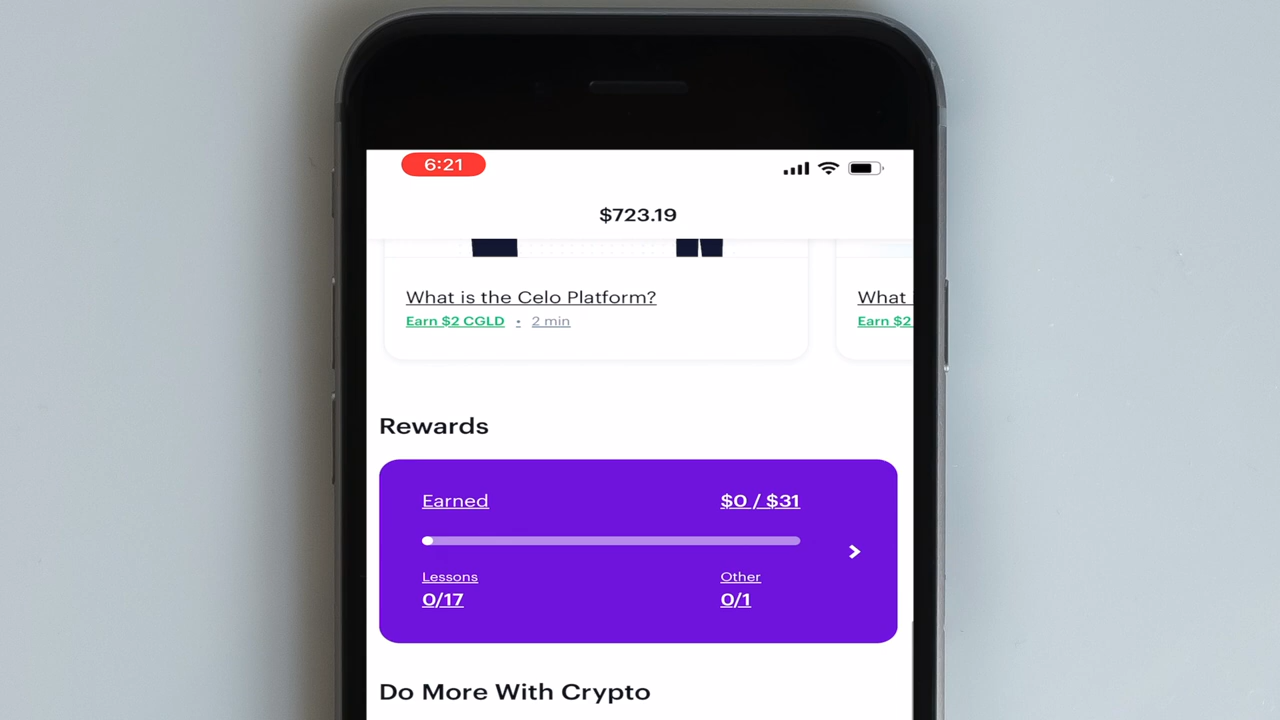 6:21
$723.19
What is the Celo Platform?
What
Earn $2 CGLD • 2 min
Earn $2
Rewards
Earned $0 / $31
Lessons Other
0/17 0/1
Do More With Crypto